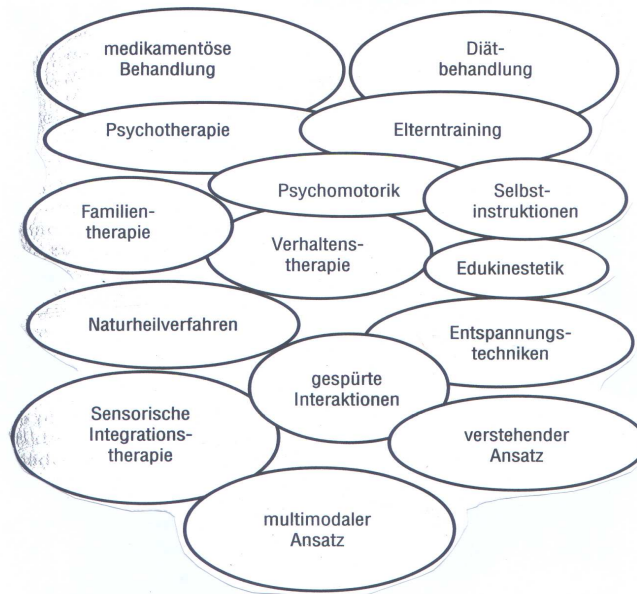 medikamentöse
Behandlung
Diät-
behandlung
Psychotherapie
Elterntraining
Psychomotorik
Selbst-
instruktionen
Familien-
therapie
Verhaltens-
therapie
Edukinestetik
Naturheilverfahren
Entspannungs-
techniken
gespürte
Interaktionen
Sensorische
Integrations-
therapie
verstehender
Ansatz
multimodaler
Ansatz